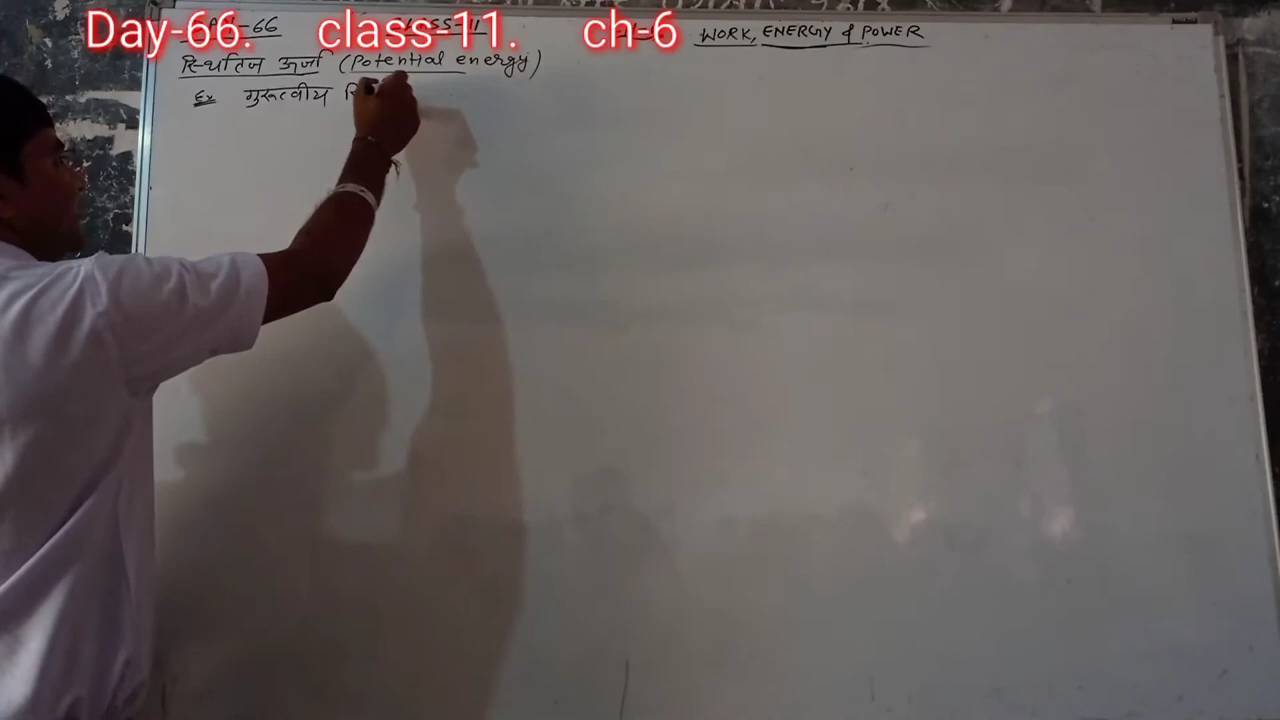 Day-66. class-11. ch-6
WORK, ENERGY & POWER
स्थितिज ऊर्जा (Potential energy)
Ex गुरूत्वीय